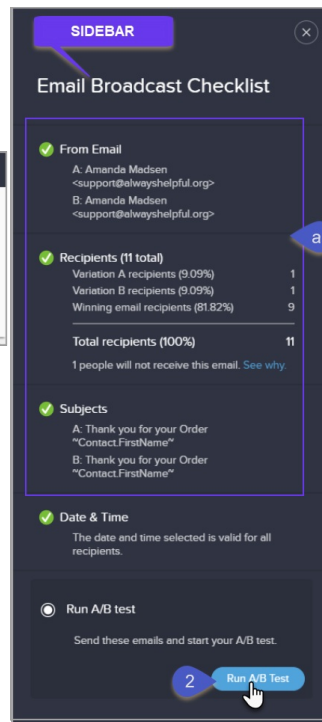 SIDEBAR
Email Broadcast Checklist
From Email
A: Amanda Madsen
<support@alwayshelpful.org>
B: Amanda Madsen
<support@alwayshelpful.org>
a
Recipients (11 total)
Variation A recipients (9.09%) 1
Variation B recipients (9.09%) 1
Winning email recipients (81.82%) 9
Total recipients (100%) 11
1 people will not receive this email. See why.
Subjects
A: Thank you for your Order
~Contact.FirstName~
B: Thank you for your Order
~Contact.FirstName~
Date & Time
The date and time selected is valid for all
recipients.
Run A/B test
Send these emails and start your A/B test.
2 Run A/B Test